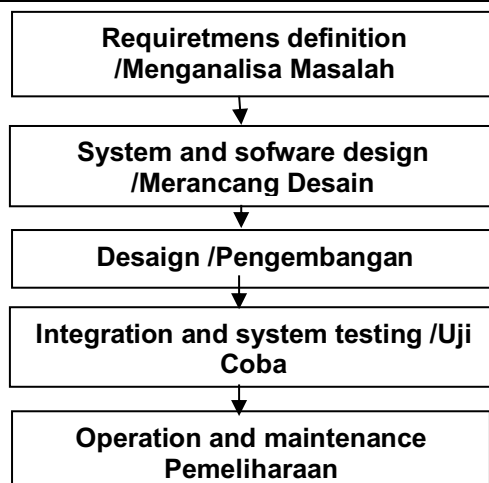 Requiretmens definition
/Menganalisa Masalah
System and sofware design
/Merancang Desain
Desaign /Pengembangan
Integration and system testing /Uji
Coba
Operation and maintenance
Pemeliharaan